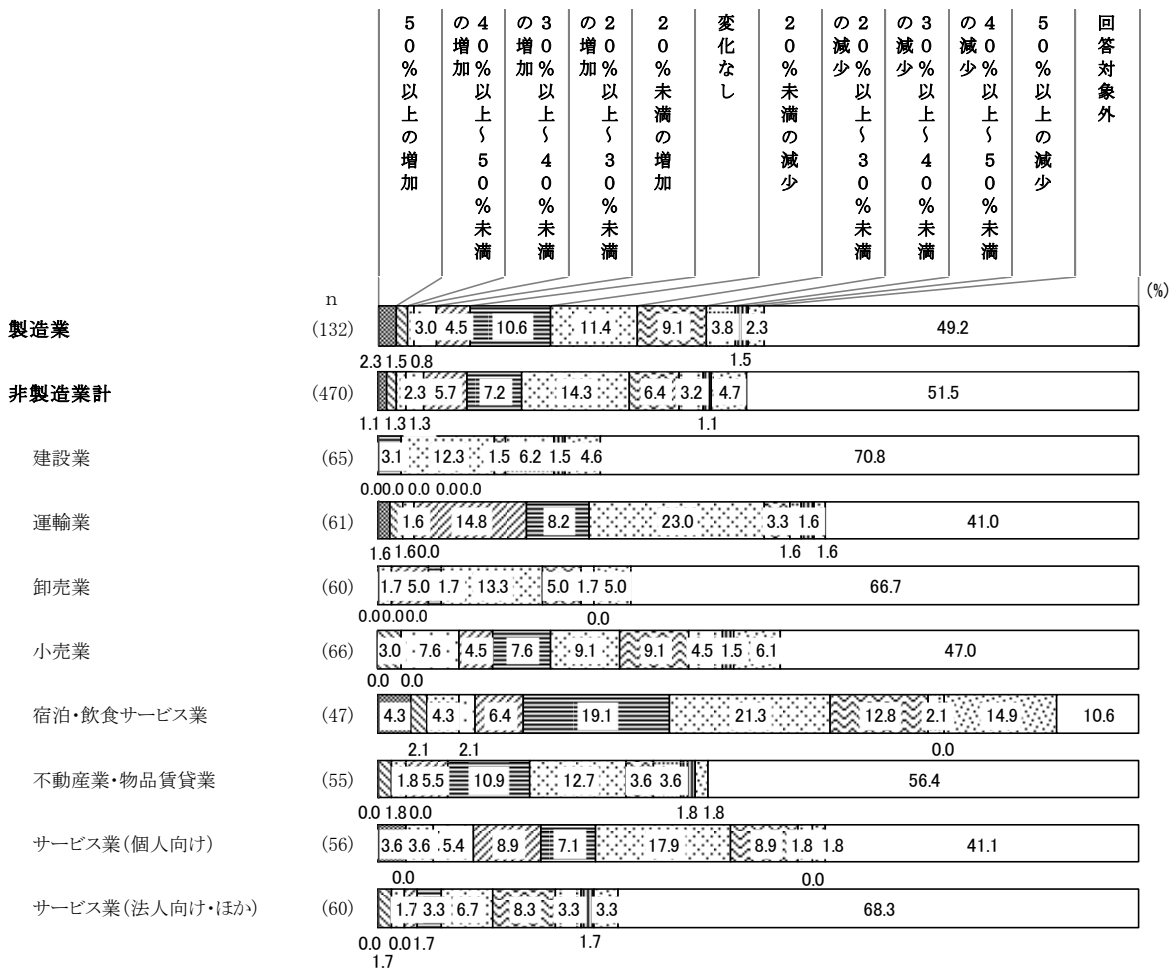 50%以上の増加
40%以上~50%未満の増加
30%以上~40%未満の増加
20%以上~30%未満の増加
20%未満の増加
変化なし
20%未満の減少
20%以上~30%未満の減少
30%以上~40%未満の減少
40%以上~50%未満の減少
50%以上の減少
回答対象外
(%)
n
製造業 (132) 3.0 4.5 10.6 11.4 9.1 3.8 2.3 49.2
2.3 1.5 0.8 1.5
非製造業計 (470) 2.3 5.7 7.2 14.3 6.4 3.2 4.7 51.5
1.1 1.3 1.3 1.1
建設業 (65) 3.1 12.3 1.5 6.2 1.5 4.6 70.8
0.0 0.0 0.0 0.0 0.0
運輸業 (61) 1.6 14.8 8.2 23.0 3.3 1.6 41.0
1.6 1.6 0.0 1.6 1.6
卸売業 (60) 1.7 5.0 1.7 13.3 5.0 1.7 5.0 66.7
0.0 0.0 0.0 0.0
小売業 (66) 3.0 7.6 4.5 7.6 9.1 9.1 4.5 1.5 6.1 47.0
0.0 0.0
宿泊・飲食サービス業 (47) 4.3 4.3 6.4 19.1 21.3 12.8 2.1 14.9 10.6
2.1 2.1 0.0
不動産業・物品賃貸業 (55) 1.8 5.5 10.9 12.7 3.6 3.6 56.4
0.0 1.8 0.0 1.8 1.8
サービス業(個人向け) (56) 3.6 3.6 5.4 8.9 7.1 17.9 8.9 1.8 1.8 41.1
0.0 0.0
サービス業(法人向け・ほか) (60) 1.7 3.3 6.7 8.3 3.3 3.3 68.3
0.0 0.0 1.7 1.7
1.7